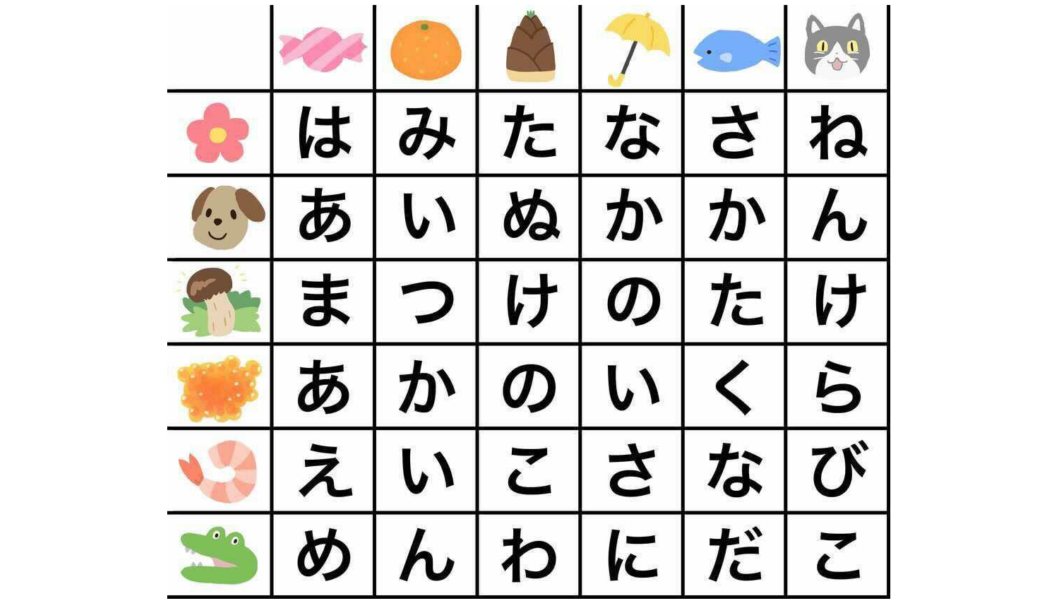 は み た な さ ね
あ い ぬ か か ん
ま つ け の た け
あ か の い く ら
え い こ さ な び
め ん わ に だ こ